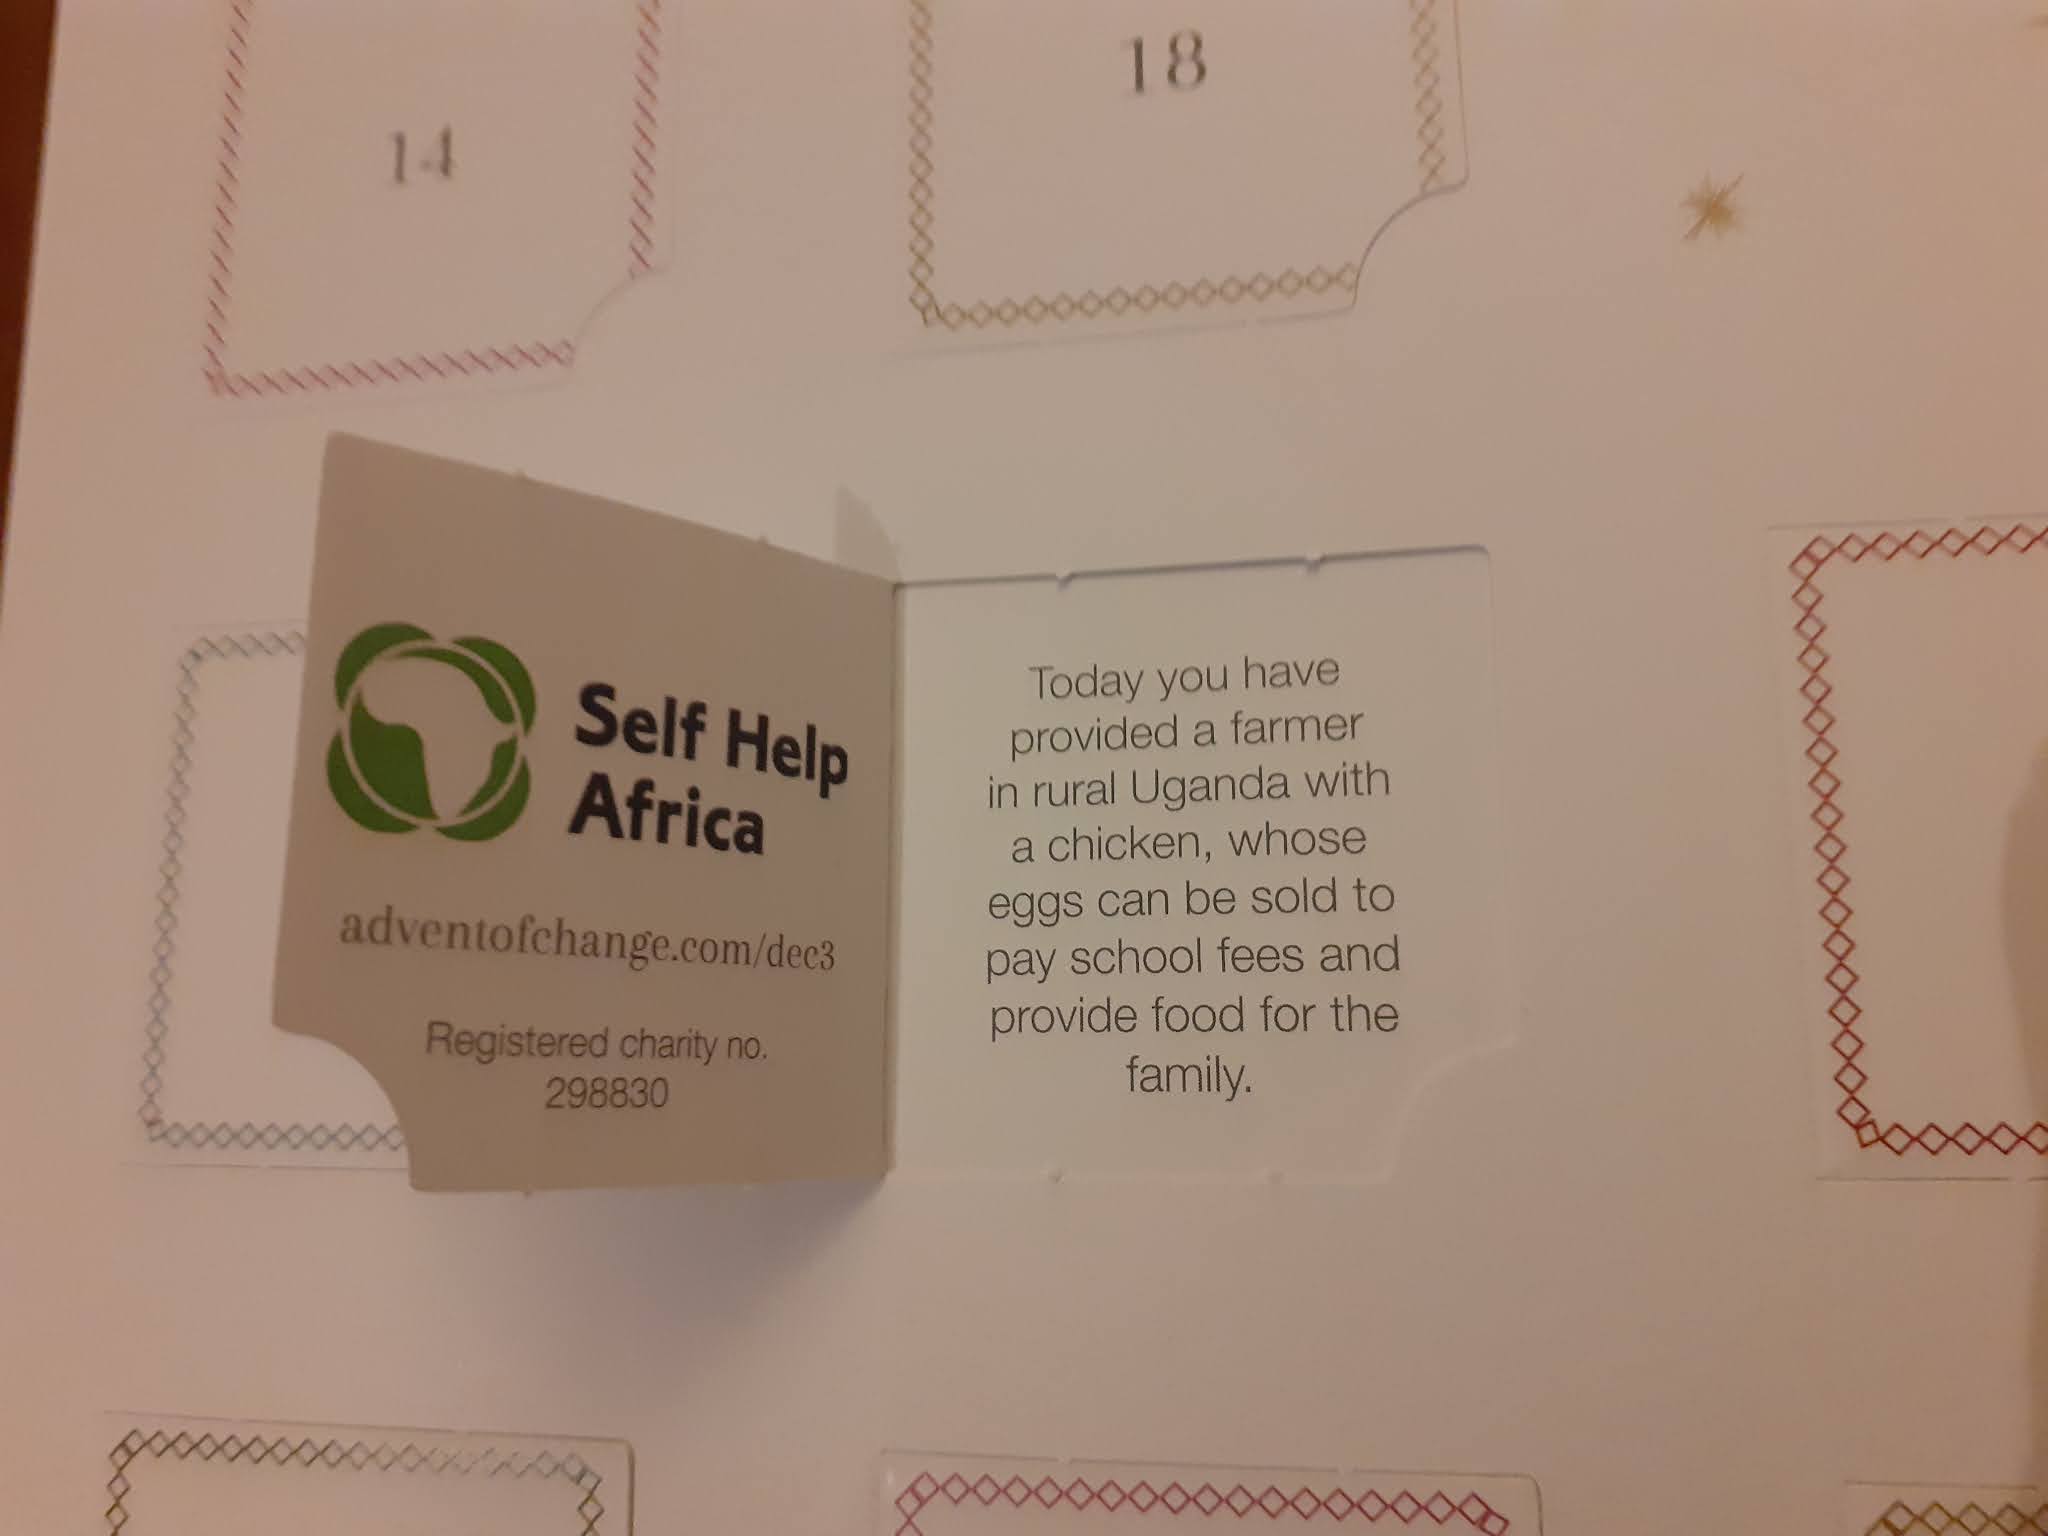 14
18
Self Help
Africa
adventofchange.com/dec3
Registered charity no.
298830
Today you have
provided a farmer
in rural Uganda with
a chicken, whose
eggs can be sold to
pay school fees and
provide food for the
family.